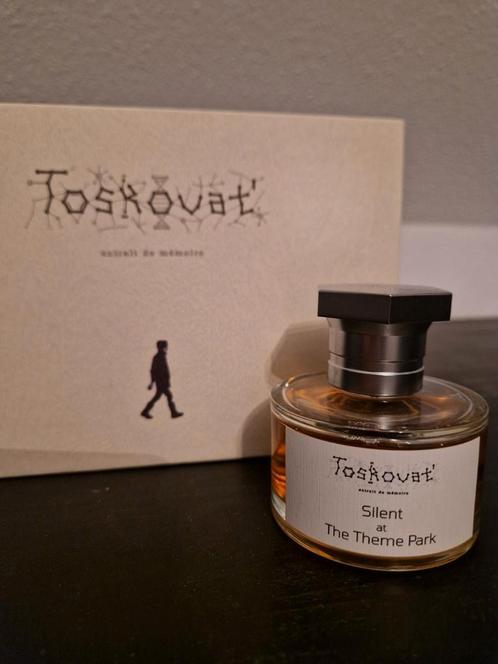 Toskovat'
extrait de mémoire
Toskovat'
extrait de mémoire
Silent
at
The Theme Park